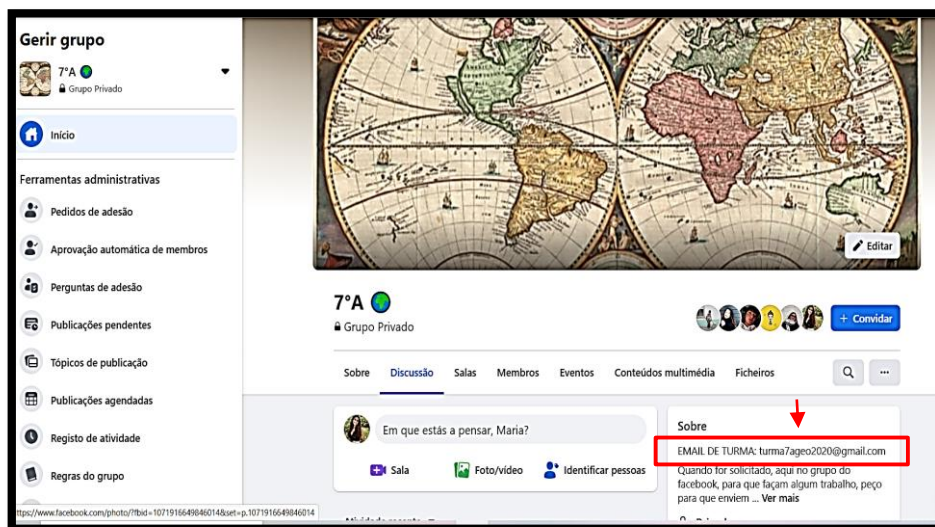 Gerir grupo
7°A
Grupo Privado
Início
Ferramentas administrativas
Pedidos de adesão
Aprovação automática de membros
Perguntas de adesão
Publicações pendentes
Tópicos de publicação
Publicações agendadas
Registo de atividade
Regras do grupo
ttps://www.facebook.com/photo/?fbid=1071916649846014&set=p.1071916649846014
Editar
7°A
Grupo Privado
+ Convidar
Sobre Discussão Salas Membros Eventos Conteúdos multimédia Ficheiros
Em que estás a pensar, Maria?
Sala Foto/vídeo Identificar pessoas
Sobre
EMAIL DE TURMA: turma7ageo2020@gmail.com
Quando for solicitado, aqui no grupo do
facebook, para que façam algum trabalho, peço
para que enviem ... Ver mais